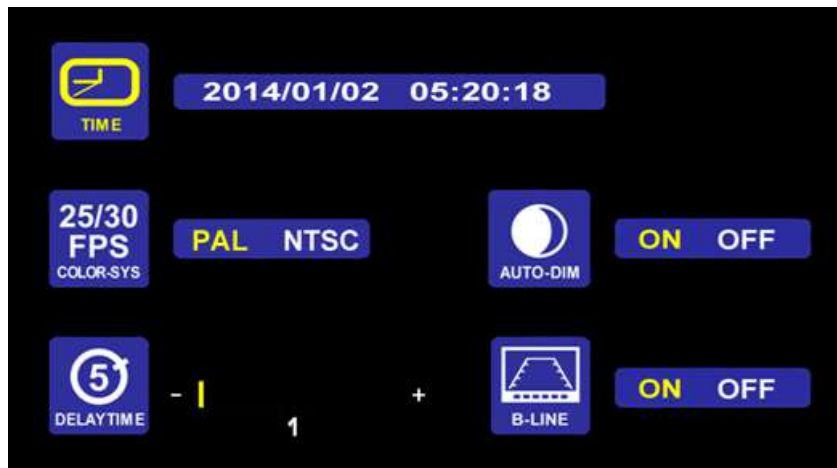 TIME
2014/01/02 05:20:18
25/30
FPS
COLOR-SYS
PAL NTSC
AUTO-DIM
ON OFF
5
DELAYTIME
- +
1
B-LINE
ON OFF